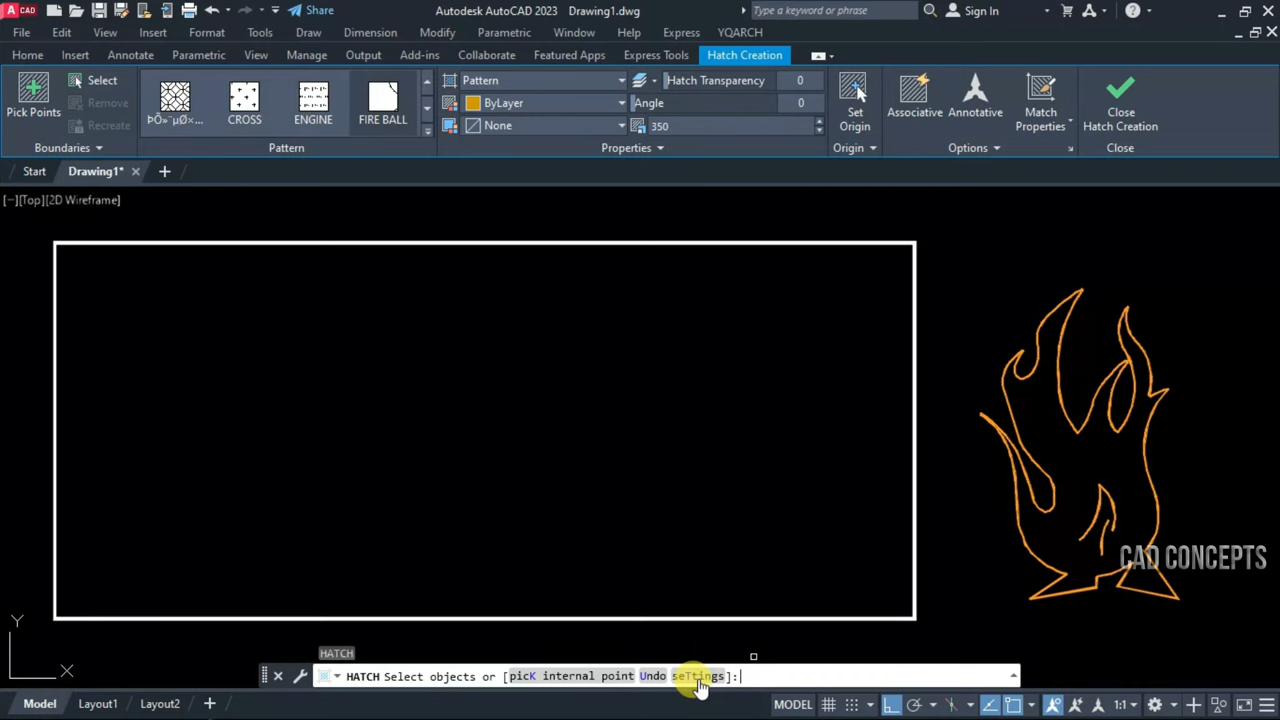 A CAD Share Autodesk AutoCAD 2023 Drawing1.dwg Type a keyword or phrase Sign In
File Edit View Insert Format Tools Draw Dimension Modify Parametric Window Help Express YQARCH
Home Insert Annotate Parametric View Manage Output Add-ins Collaborate Featured Apps Express Tools Hatch Creation
Pick Points
Select
Remove
Recreate
Boundaries
CROSS
ENGINE
FIRE BALL
Pattern
Pattern
ByLayer
None
Hatch Transparency 0
Angle 0
350
Properties
Set
Origin
Origin
Associative
Annotative
Match
Properties
Options
Close
Hatch Creation
Close
Start Drawing1*
[−][Top][2D Wireframe]
CAD CONCEPTS
Y
X
HATCH
HATCH Select objects or [picK internal point Undo seTtings]:
Model Layout1 Layout2 MODEL 1:1